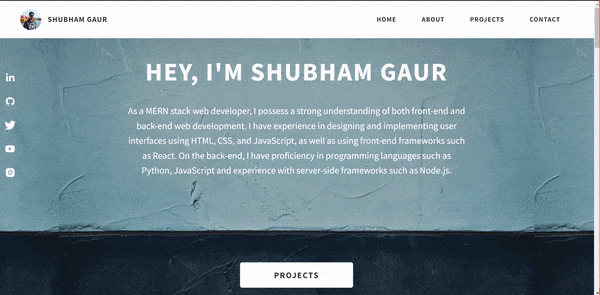 SHUBHAM GAUR
HOME ABOUT PROJECTS CONTACT
HEY, I'M SHUBHAM GAUR
As a MERN stack web developer, I possess a strong understanding of both front-end and
back-end web development. I have experience in designing and implementing user
interfaces using HTML, CSS, and JavaScript, as well as using front-end frameworks such
as React. On the back-end, I have proficiency in programming languages such as
Python, JavaScript and experience with server-side frameworks such as Node.js.
PROJECTS